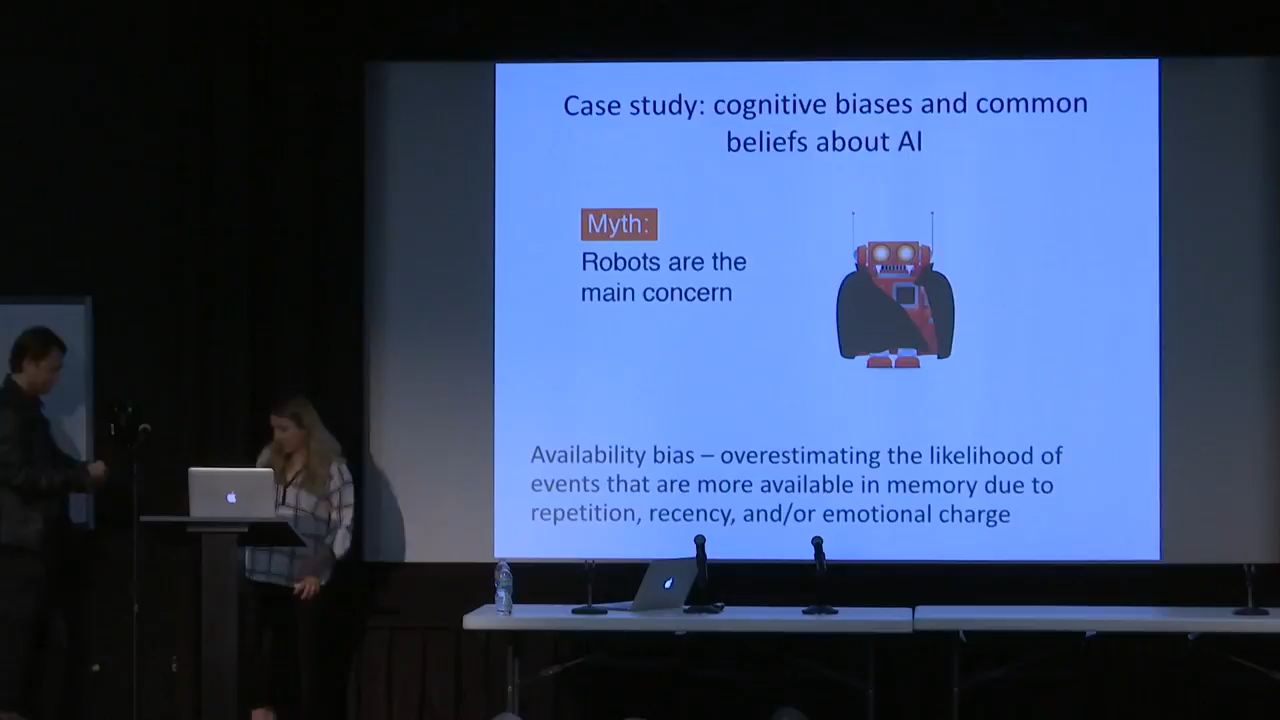 Case study: cognitive biases and common
beliefs about AI
Myth:
Robots are the
main concern
Availability bias – overestimating the likelihood of
events that are more available in memory due to
repetition, recency, and/or emotional charge